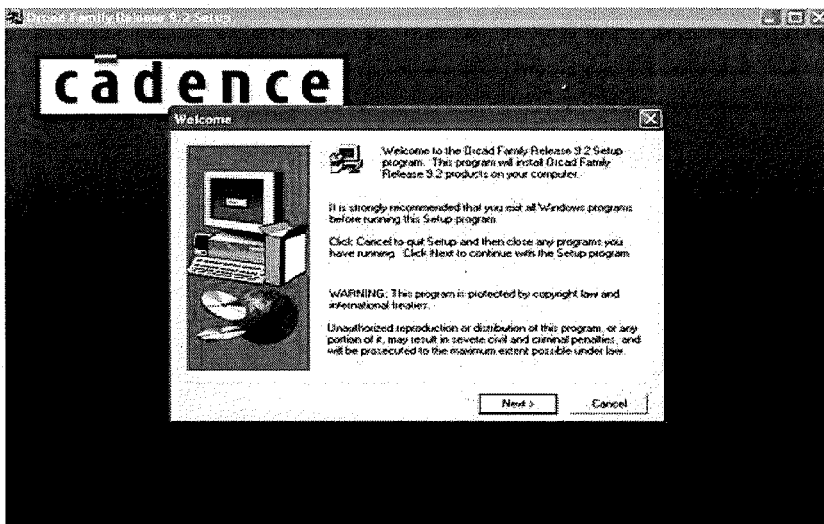 Orcad Family Release 9.2 Setup
cādence
Welcome
Welcome to the Orcad Family Release 9.2 Setup
program. This program will install Orcad Family
Release 9.2 products on your computer.
It is strongly recommended that you exit all Windows programs
before running this Setup program.
Click Cancel to quit Setup and then close any programs you
have running. Click Next to continue with the Setup program.
WARNING: This program is protected by copyright law and
international treaties.
Unauthorized reproduction or distribution of this program, or any
portion of it, may result in severe civil and criminal penalties, and
will be prosecuted to the maximum extent possible under law.
Next >
Cancel